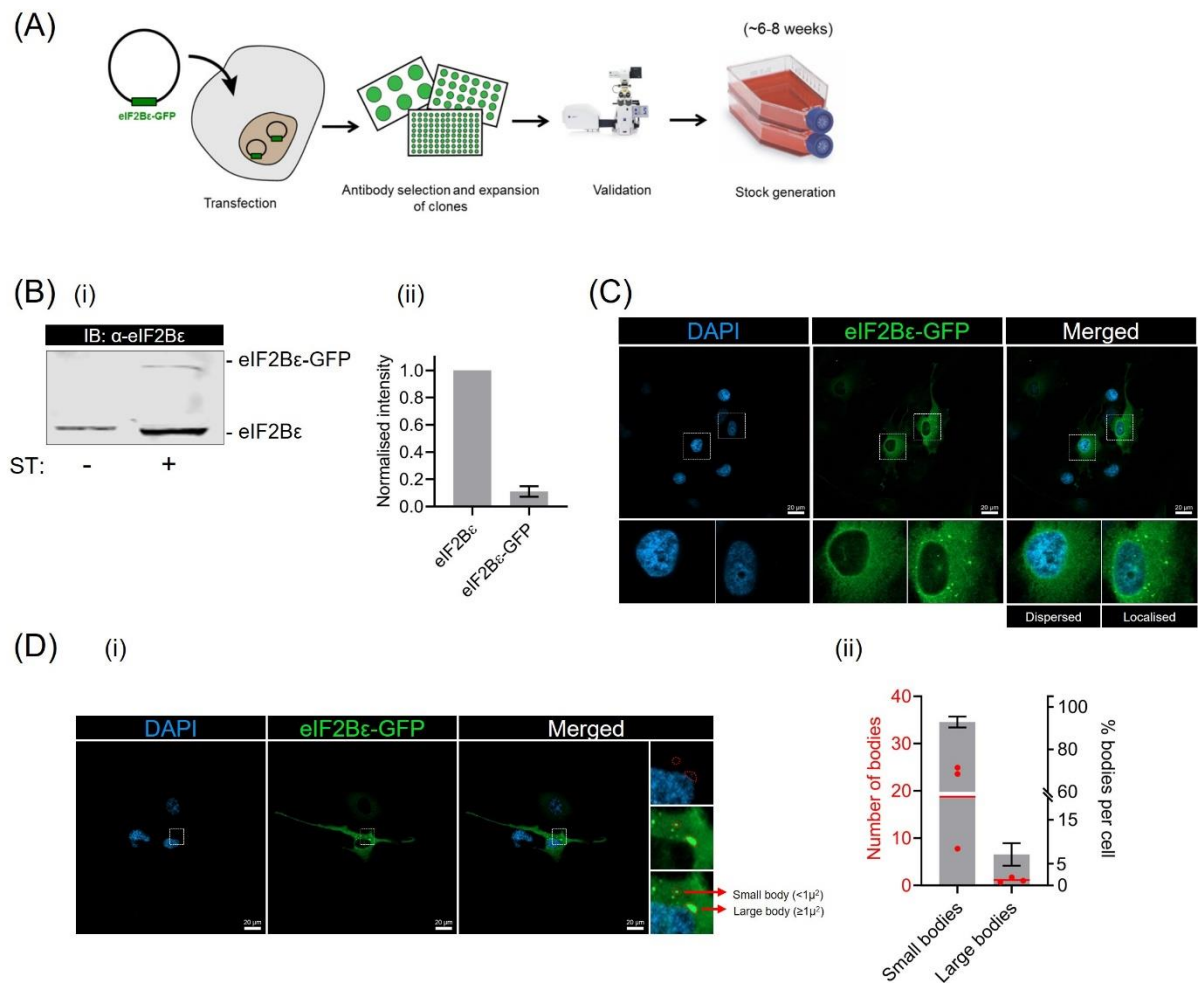 (A)
eIF2Bε-GFP
Transfection
Antibody selection and expansion
of clones
Validation
(~6-8 weeks)
Stock generation
(B) (i)
IB: α-eIF2Bε
- eIF2Bε-GFP
- eIF2Bε
ST: - +
(ii)
Normalised intensity
1.0
0.8
0.6
0.4
0.2
0.0
eIF2Bε
eIF2Bε-GFP
(C)
DAPI eIF2Bε-GFP Merged
20 µm 20 µm 20 µm
Dispersed Localised
(D) (i)
DAPI eIF2Bε-GFP Merged
20 µm 20 µm 20 µm
Small body (<1µ²)
Large body (≥1µ²)
(ii)
Number of bodies
40
30
20
10
0
100
80
60
15
5
0
% bodies per cell
Small bodies
Large bodies